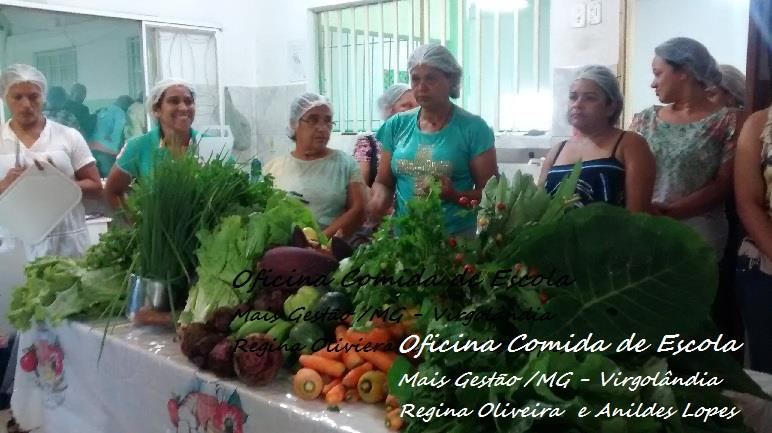 Oficina Comida de Escola
Mais Gestão /MG - Virgolândia
Regina Oliviera
Oficina Comida de Escola
Mais Gestão /MG - Virgolândia
Regina Oliveira e Anildes Lopes